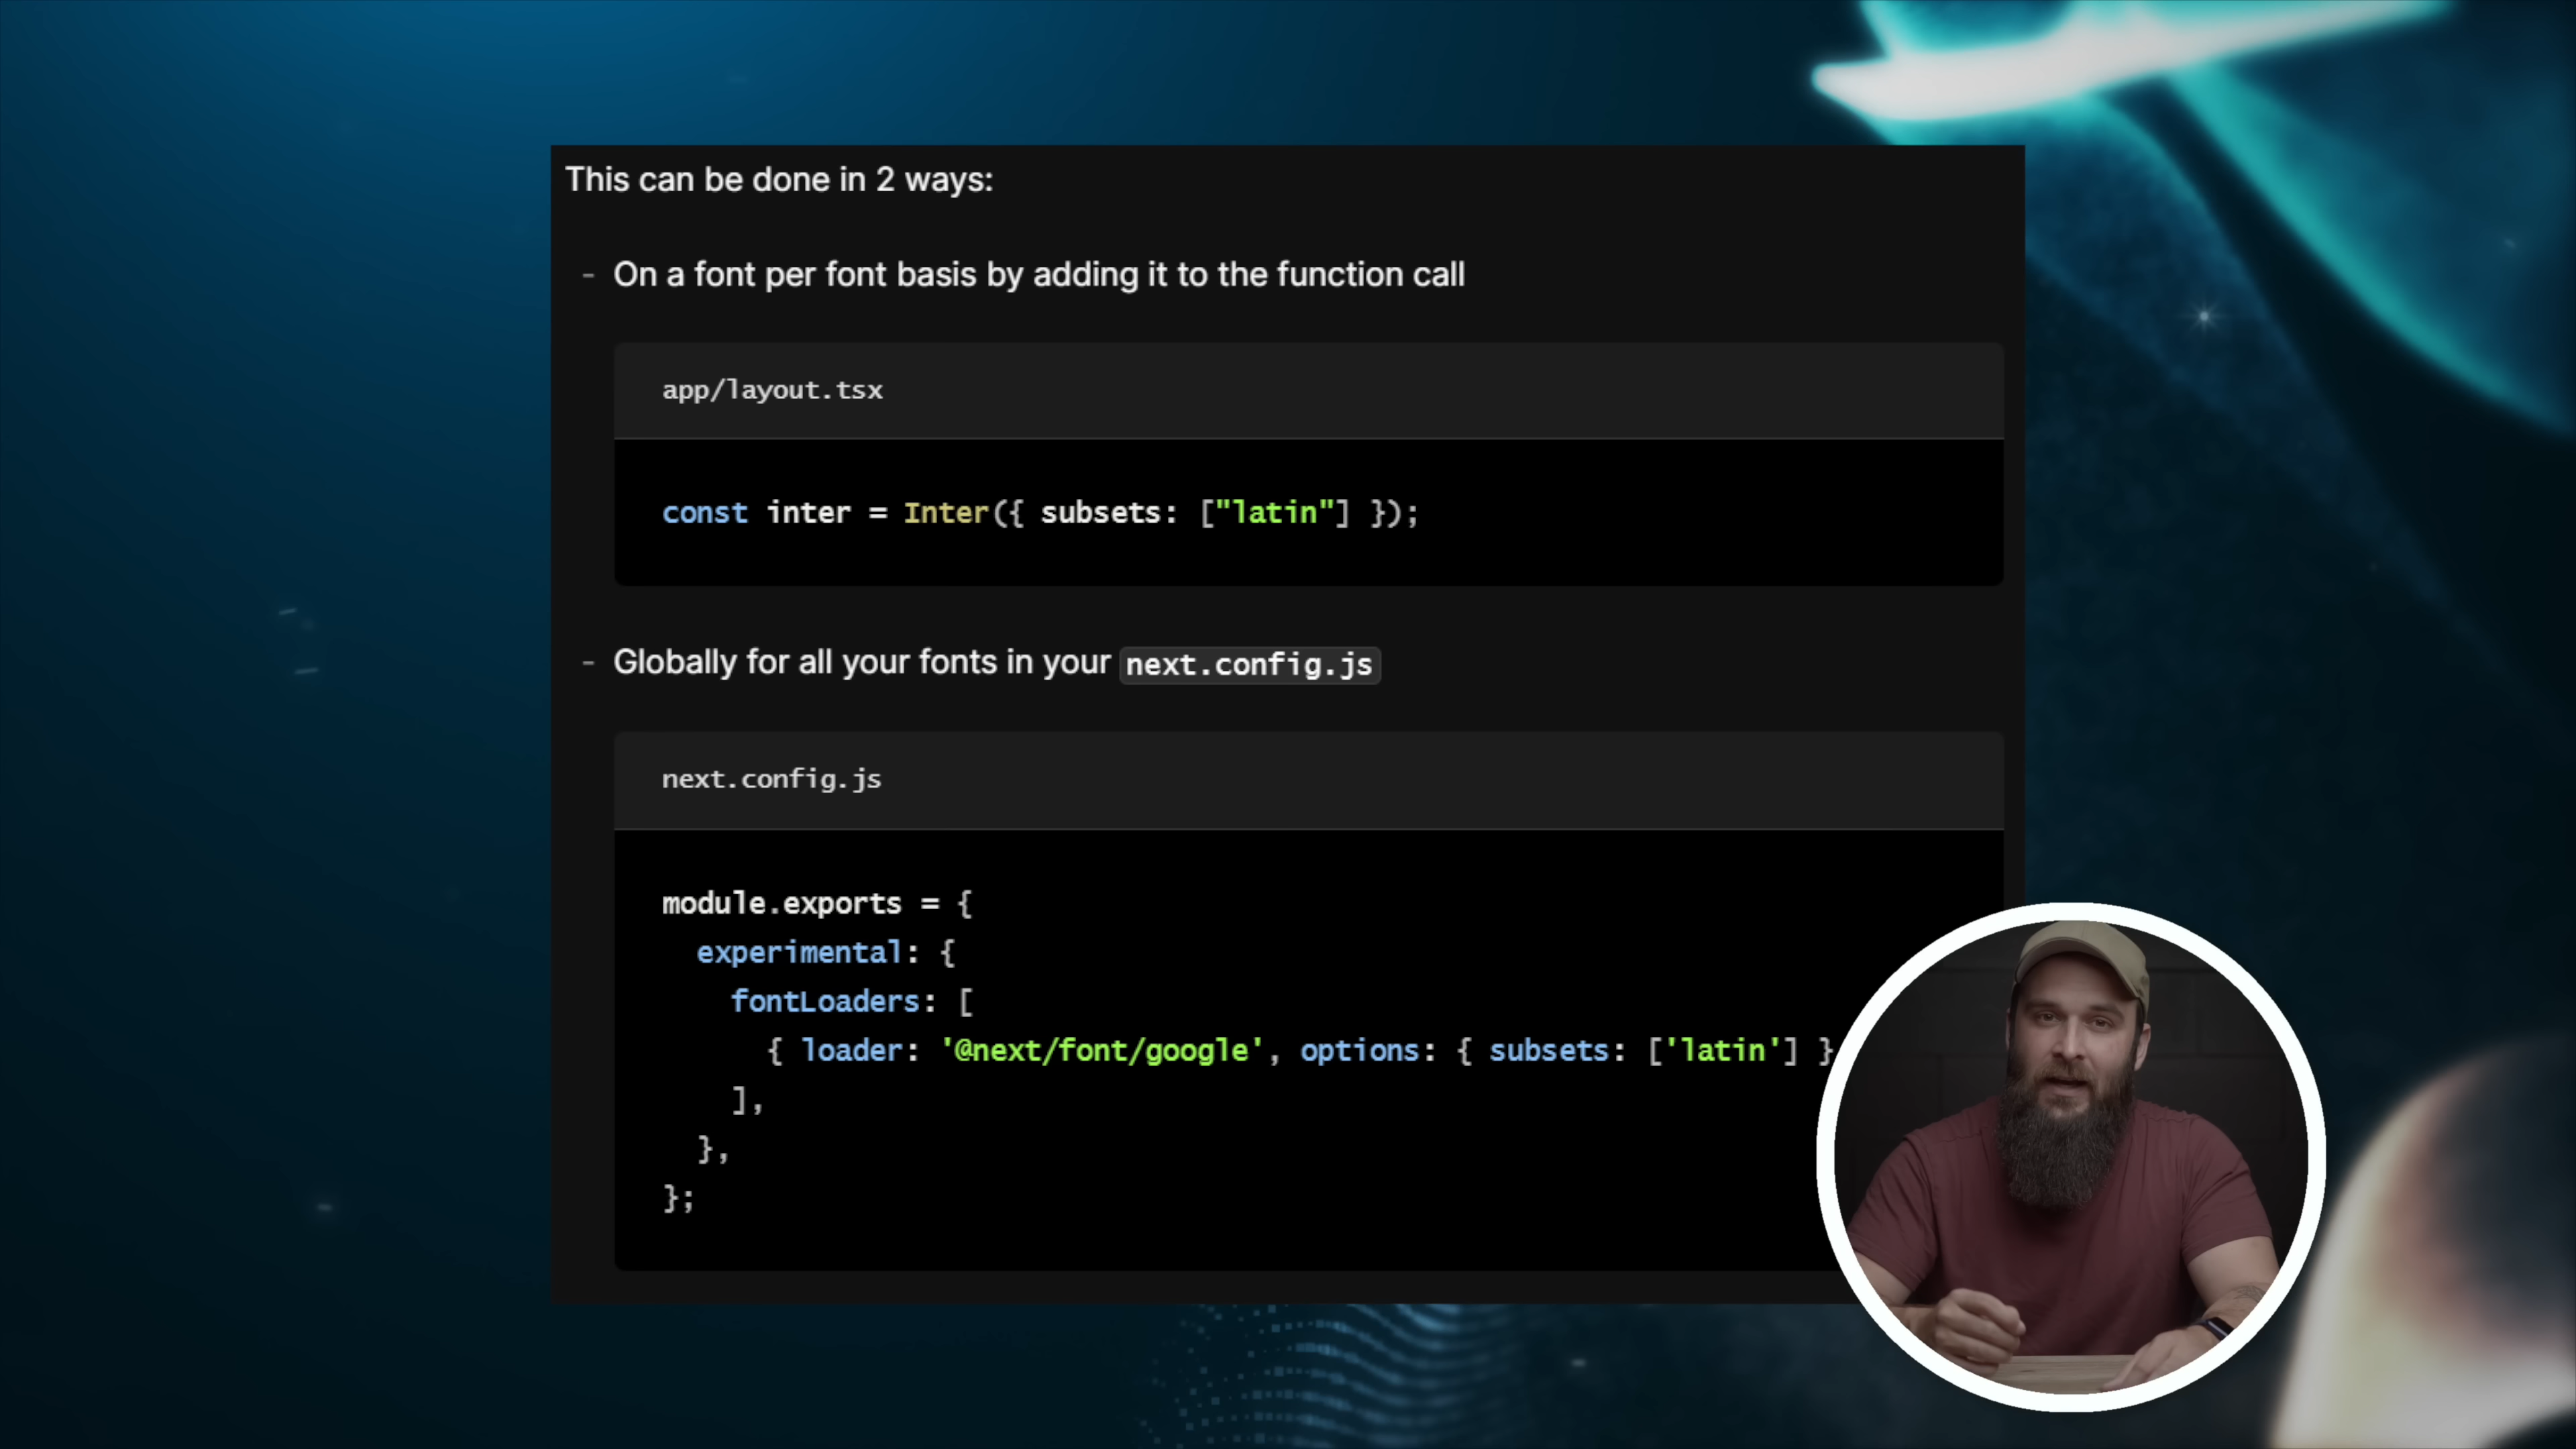 This can be done in 2 ways:
- On a font per font basis by adding it to the function call
app/layout.tsx
const inter = Inter({ subsets: ["latin"] });
- Globally for all your fonts in your next.config.js
next.config.js
module.exports = {
experimental: {
fontLoaders: [
{ loader: '@next/font/google', options: { subsets: ['latin'] }
],
},
};